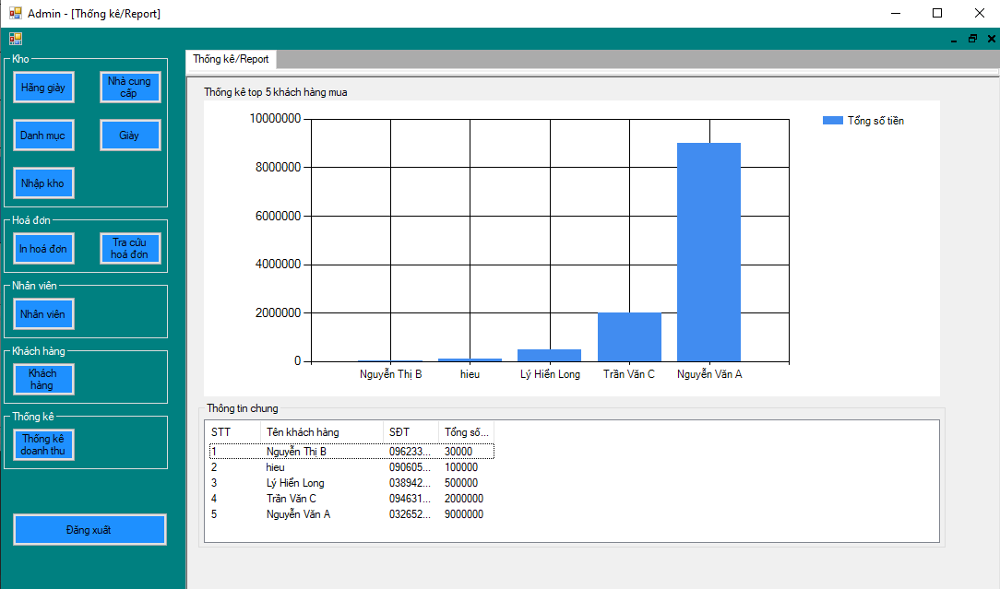 Admin - [Thống kê/Report]
Kho
Hãng giày
Nhà cung
cấp
Danh mục
Giày
Nhập kho
Hoá đơn
In hoá đơn
Tra cứu
hoá đơn
Nhân viên
Nhân viên
Khách hàng
Khách
hàng
Thống kê
Thống kê
doanh thu
Đăng xuất
Thống kê/Report
Thống kê top 5 khách hàng mua
10000000
8000000
6000000
4000000
2000000
0
Nguyễn Thị B hieu Lý Hiển Long Trần Văn C Nguyễn Văn A
Tổng số tiền
Thông tin chung
STT Tên khách hàng SĐT Tổng số...
1 Nguyễn Thị B 096233... 30000
2 hieu 090605... 100000
3 Lý Hiển Long 038942... 500000
4 Trần Văn C 094631... 2000000
5 Nguyễn Văn A 032652... 9000000